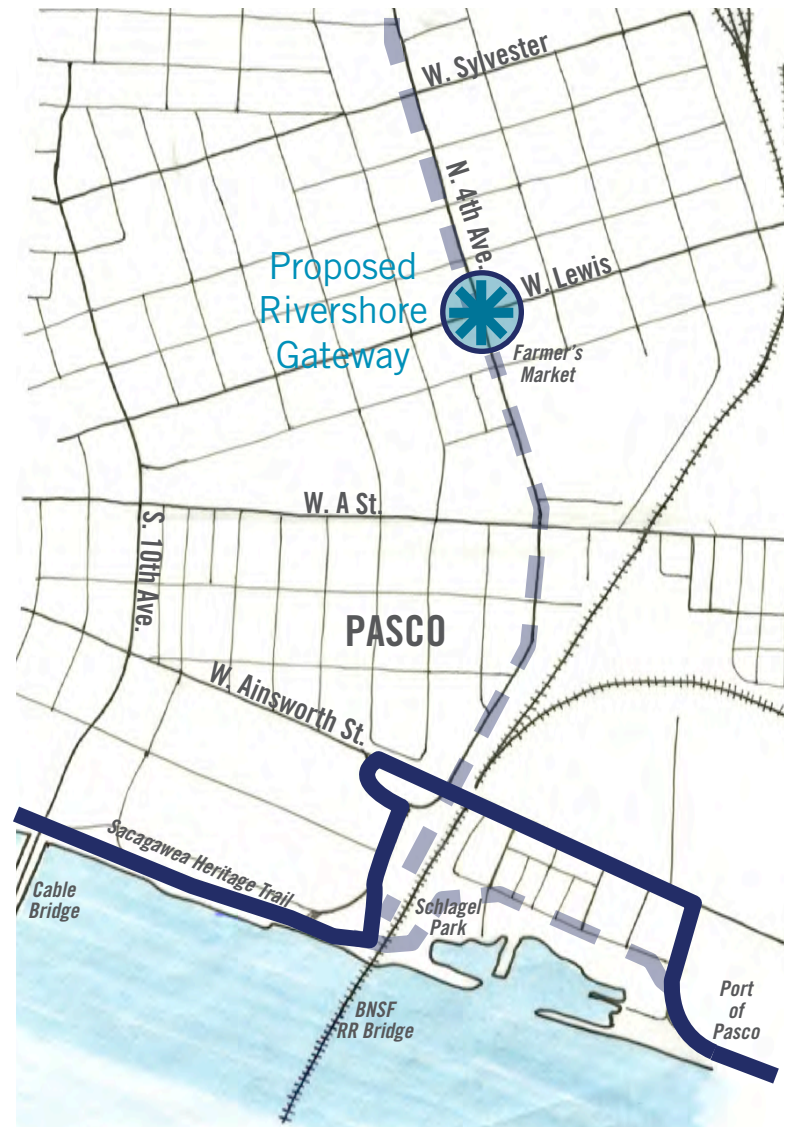 W. Sylvester
N. 4th Ave.
Proposed
Rivershore
Gateway
W. Lewis
Farmer's
Market
W. A St.
S. 10th Ave.
PASCO
W. Ainsworth St.
Sacagawea Heritage Trail
Cable
Bridge
Schlagel
Park
BNSF
RR Bridge
Port
of
Pasco